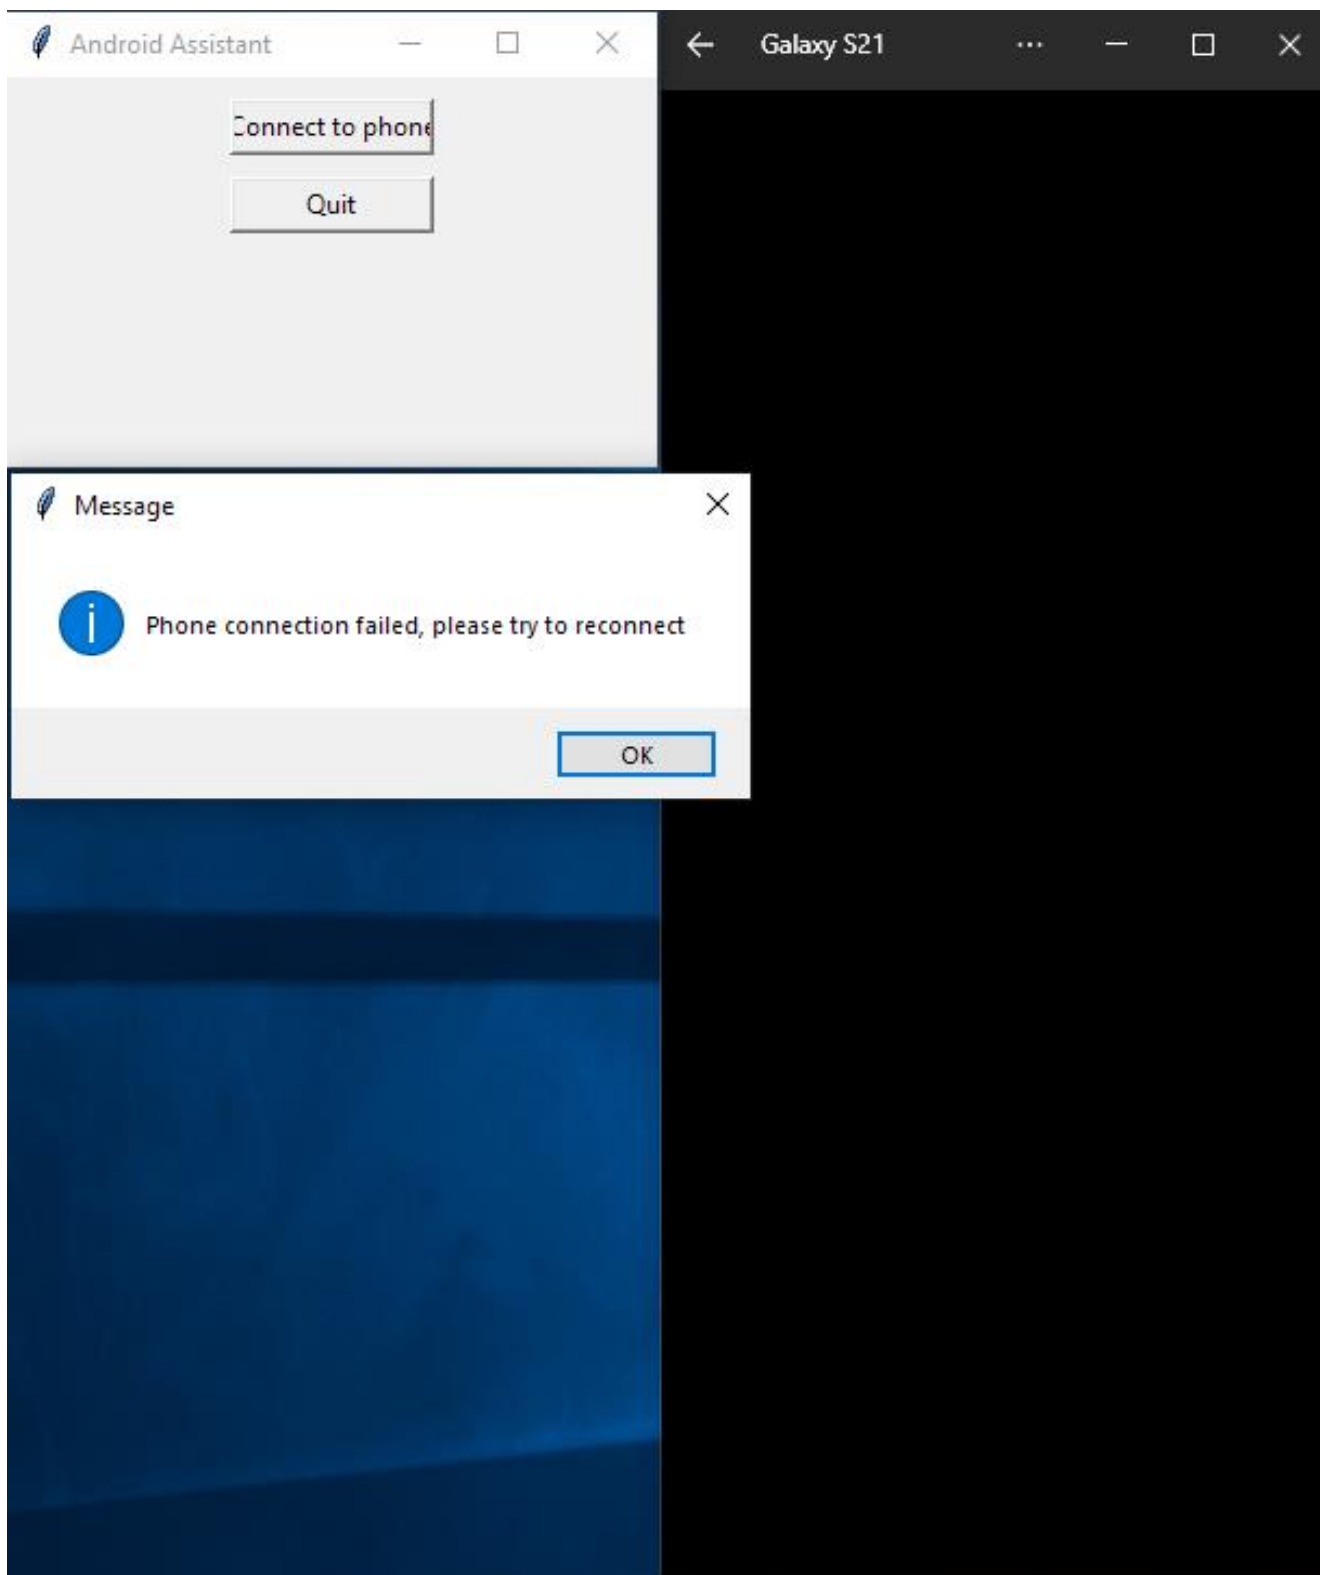 Android Assistant
Galaxy S21
Connect to phone
Quit
Message
Phone connection failed, please try to reconnect
OK